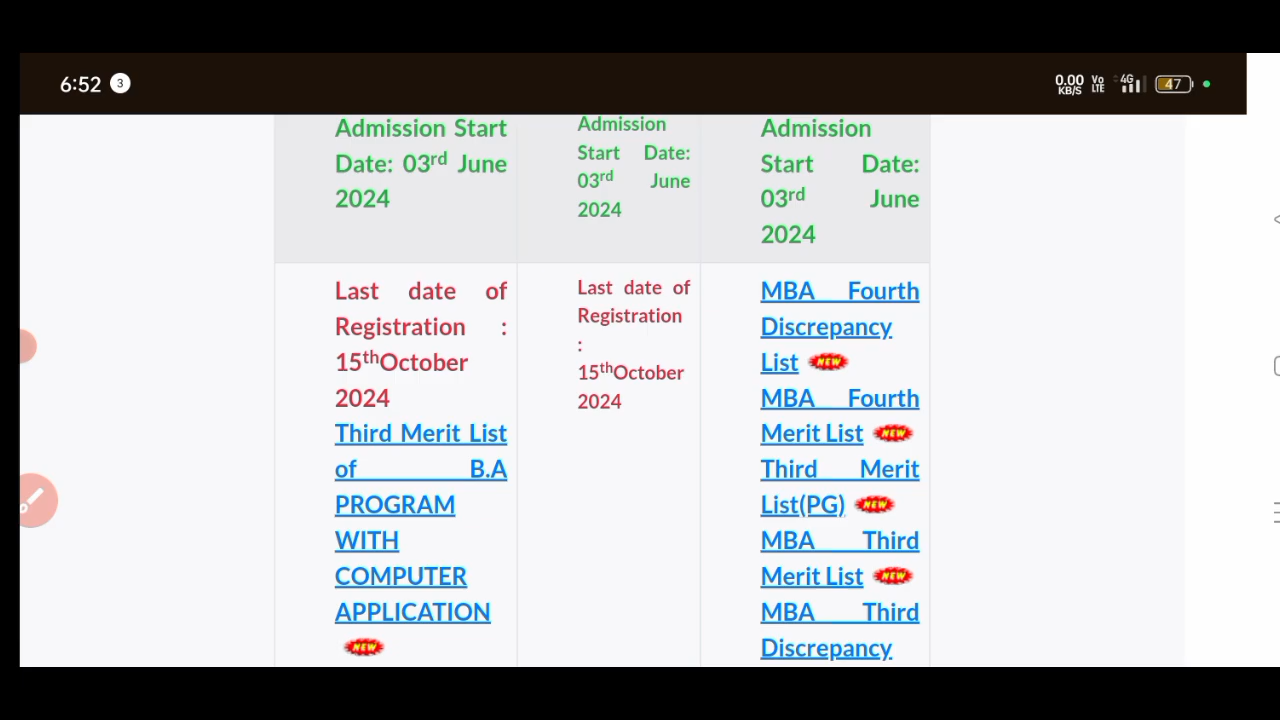 6:52 3
0.00 KB/S Vo LTE 4G 47
Admission Start
Date: 03rd June
2024
Last date of
Registration :
15thOctober
2024
Third Merit List
of B.A
PROGRAM
WITH
COMPUTER
APPLICATION
NEW
Admission
Start Date:
03rd June
2024
Last date of
Registration
:
15thOctober
2024
Admission
Start Date:
03rd June
2024
MBA Fourth
Discrepancy
List NEW
MBA Fourth
Merit List NEW
Third Merit
List(PG) NEW
MBA Third
Merit List NEW
MBA Third
Discrepancy